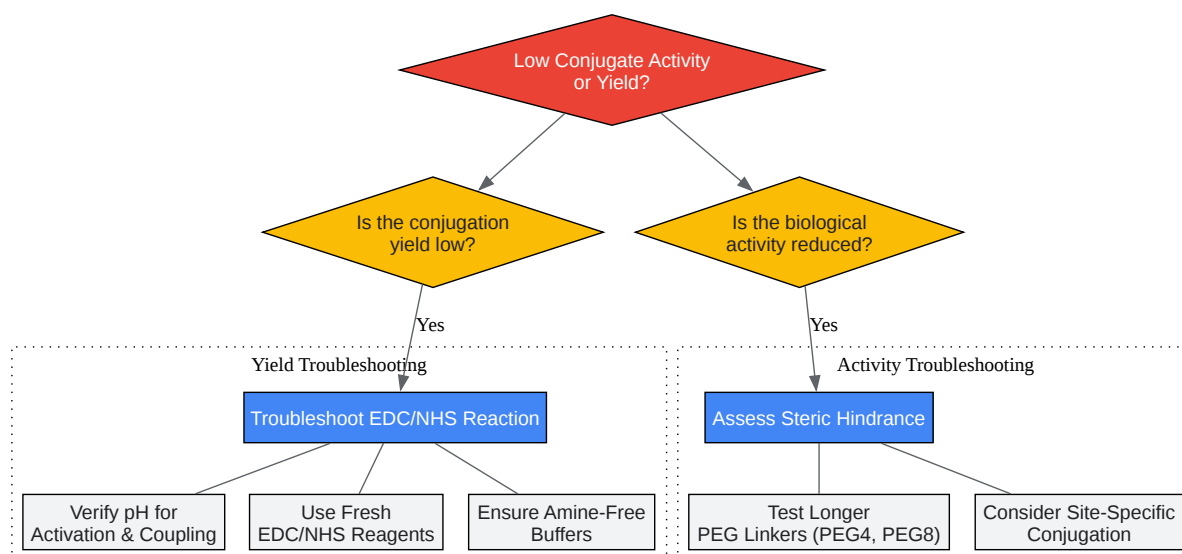 Low Conjugate Activity
or Yield?
Is the conjugation
yield low?
Is the biological
activity reduced?
Yes
Yes
Yield Troubleshooting
Activity Troubleshooting
Troubleshoot EDC/NHS Reaction
Assess Steric Hindrance
Verify pH for
Activation & Coupling
Use Fresh
EDC/NHS Reagents
Ensure Amine-Free
Buffers
Test Longer
PEG Linkers (PEG4, PEG8)
Consider Site-Specific
Conjugation